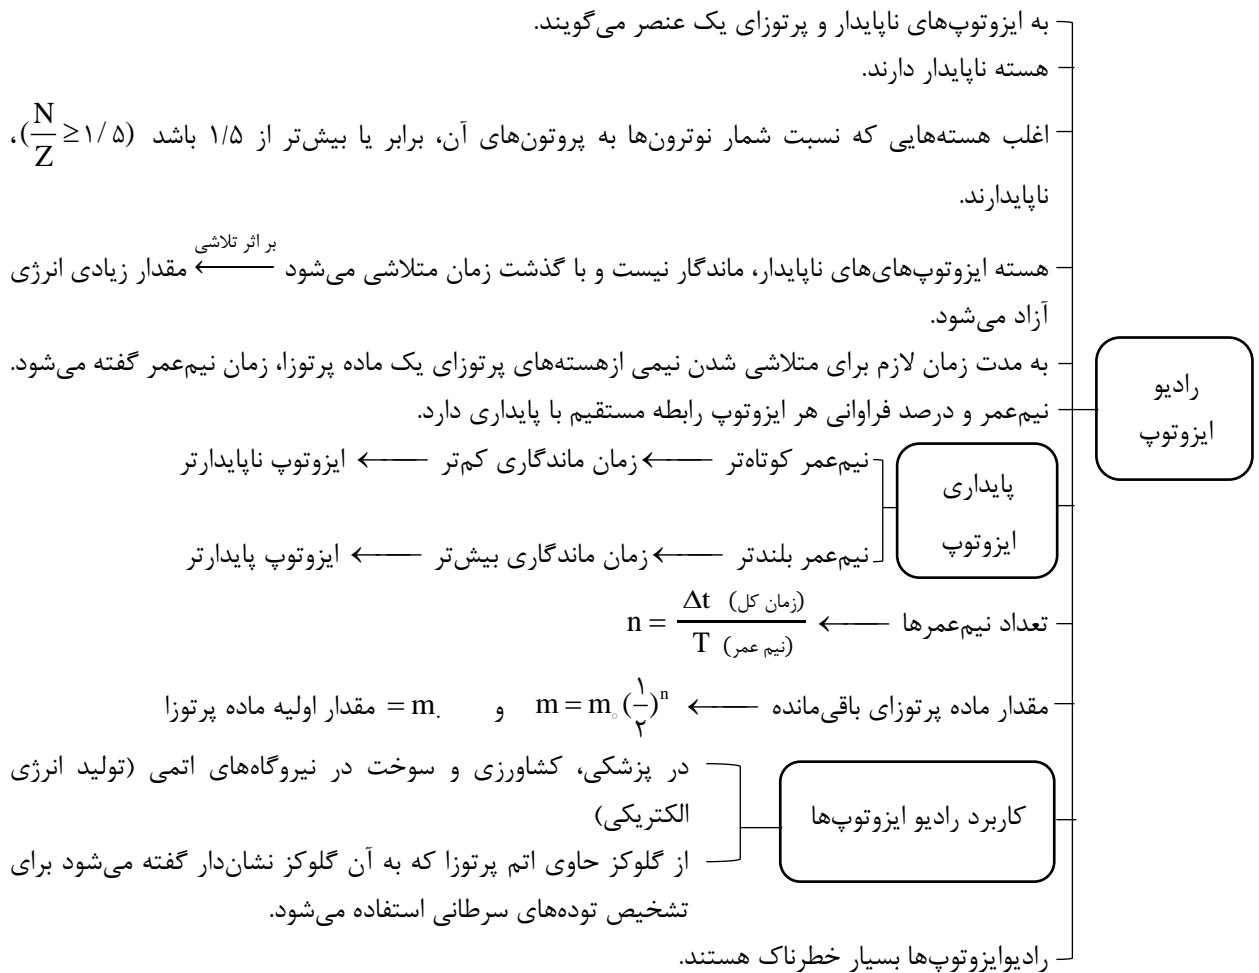 به ایزوتوپ‌های ناپایدار و پرتوزای یک عنصر می‌گویند.
هسته ناپایدار دارند.
اغلب هسته‌هایی که نسبت شمار نوترون‌ها به پروتون‌های آن، برابر یا بیش‌تر از ۱/۵ باشد (N/Z ≥ ۱/۵)،
ناپایدارند.
هسته ایزوتوپ‌های‌های ناپایدار، ماندگار نیست و با گذشت زمان متلاشی می‌شود ← بر اثر تلاشی مقدار زیادی انرژی
آزاد می‌شود.
به مدت زمان لازم برای متلاشی شدن نیمی ازهسته‌های پرتوزای یک ماده پرتوزا، زمان نیم‌عمر گفته می‌شود.
رادیو
ایزوتوپ
نیم‌عمر و درصد فراوانی هر ایزوتوپ رابطه مستقیم با پایداری دارد.
پایداری
ایزوتوپ
نیم‌عمر کوتاه‌تر ← زمان ماندگاری کم‌تر ← ایزوتوپ ناپایدارتر
نیم‌عمر بلندتر ← زمان ماندگاری بیش‌تر ← ایزوتوپ پایدارتر
تعداد نیم‌عمرها ← n = Δt (زمان کل) / T (نیم عمر)
مقدار ماده پرتوزای باقی‌مانده ← m = m₀(۱/۲)ⁿ و m. = مقدار اولیه ماده پرتوزا
کاربرد رادیو ایزوتوپ‌ها
در پزشکی، کشاورزی و سوخت در نیروگاه‌های اتمی (تولید انرژی
الکتریکی)
از گلوکز حاوی اتم پرتوزا که به آن گلوکز نشان‌دار گفته می‌شود برای
تشخیص توده‌های سرطانی استفاده می‌شود.
رادیوایزوتوپ‌ها بسیار خطرناک هستند.